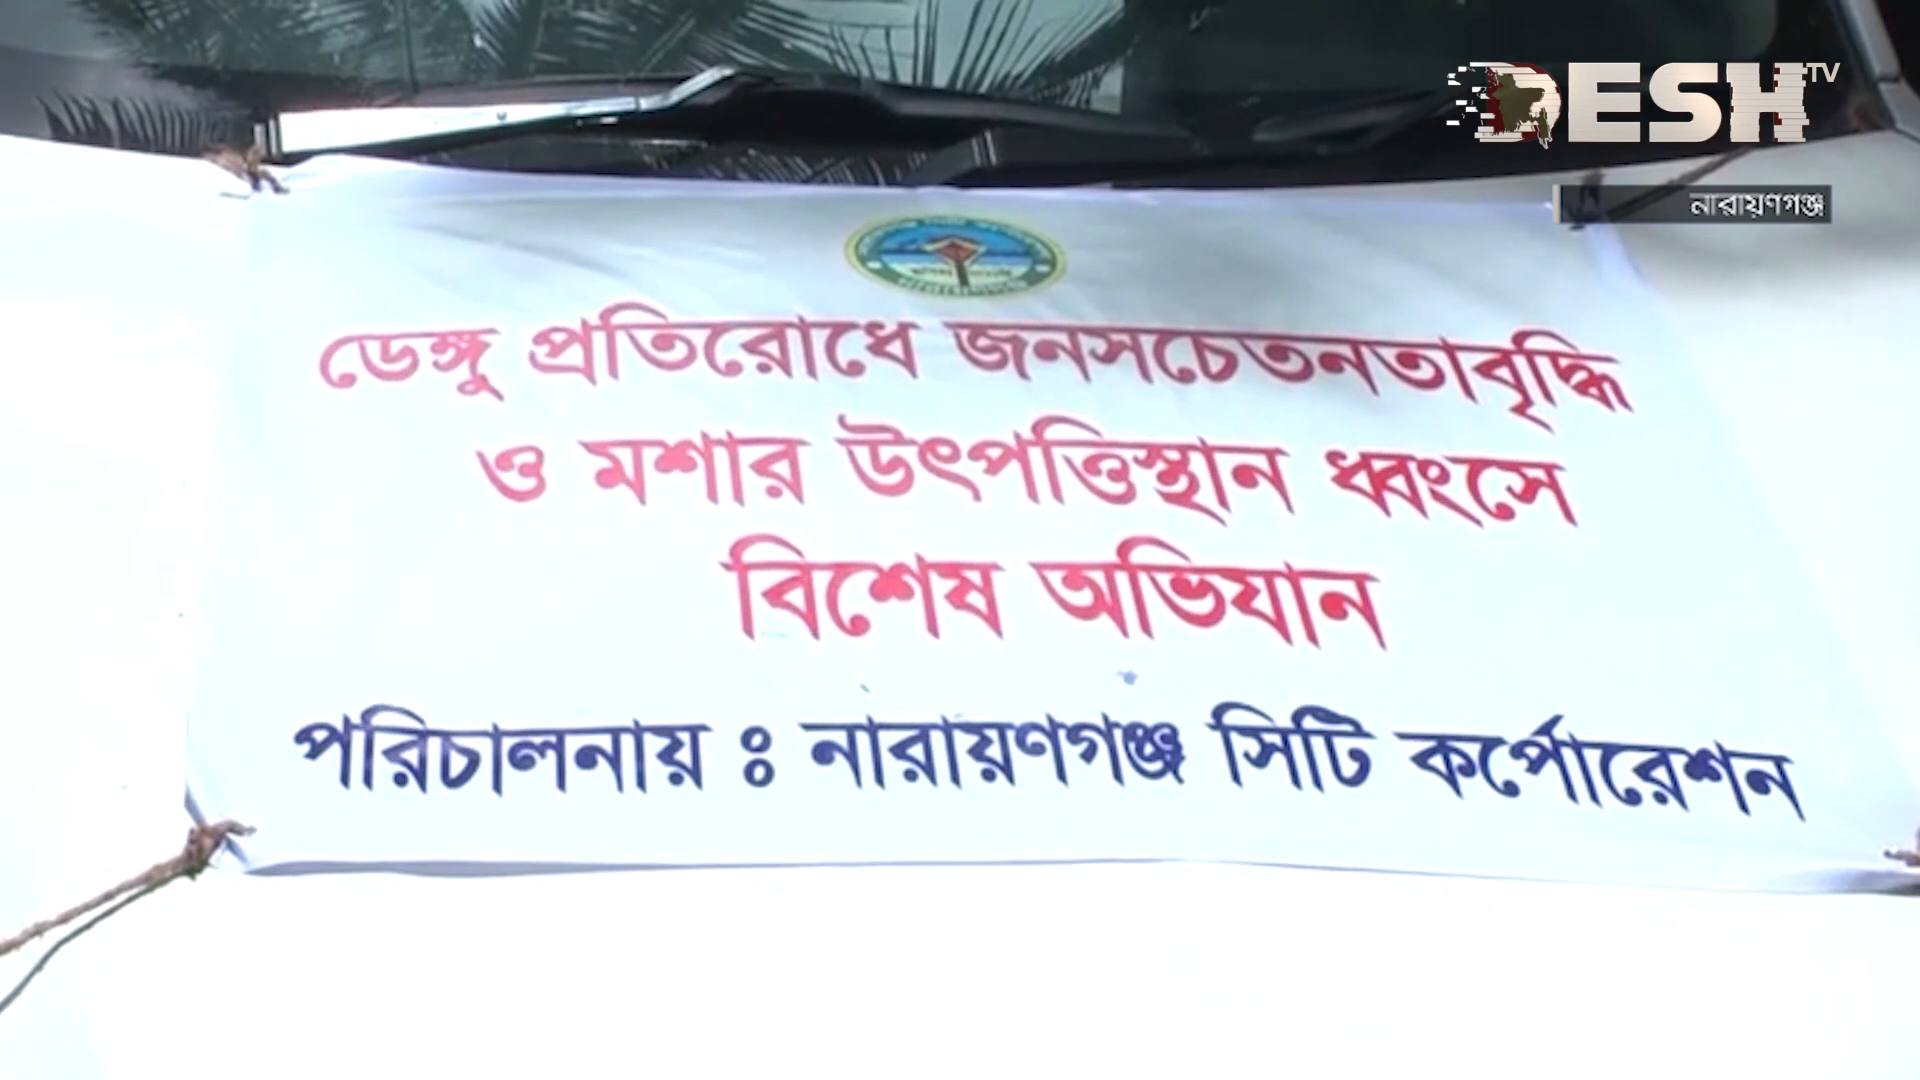 DESH TV
নারায়ণগঞ্জ
ডেঙ্গু প্রতিরোধে জনসচেতনতাবৃদ্ধি
ও মশার উৎপত্তিস্থান ধ্বংসে
বিশেষ অভিযান
পরিচালনায় ঃ নারায়ণগঞ্জ সিটি কর্পোরেশন